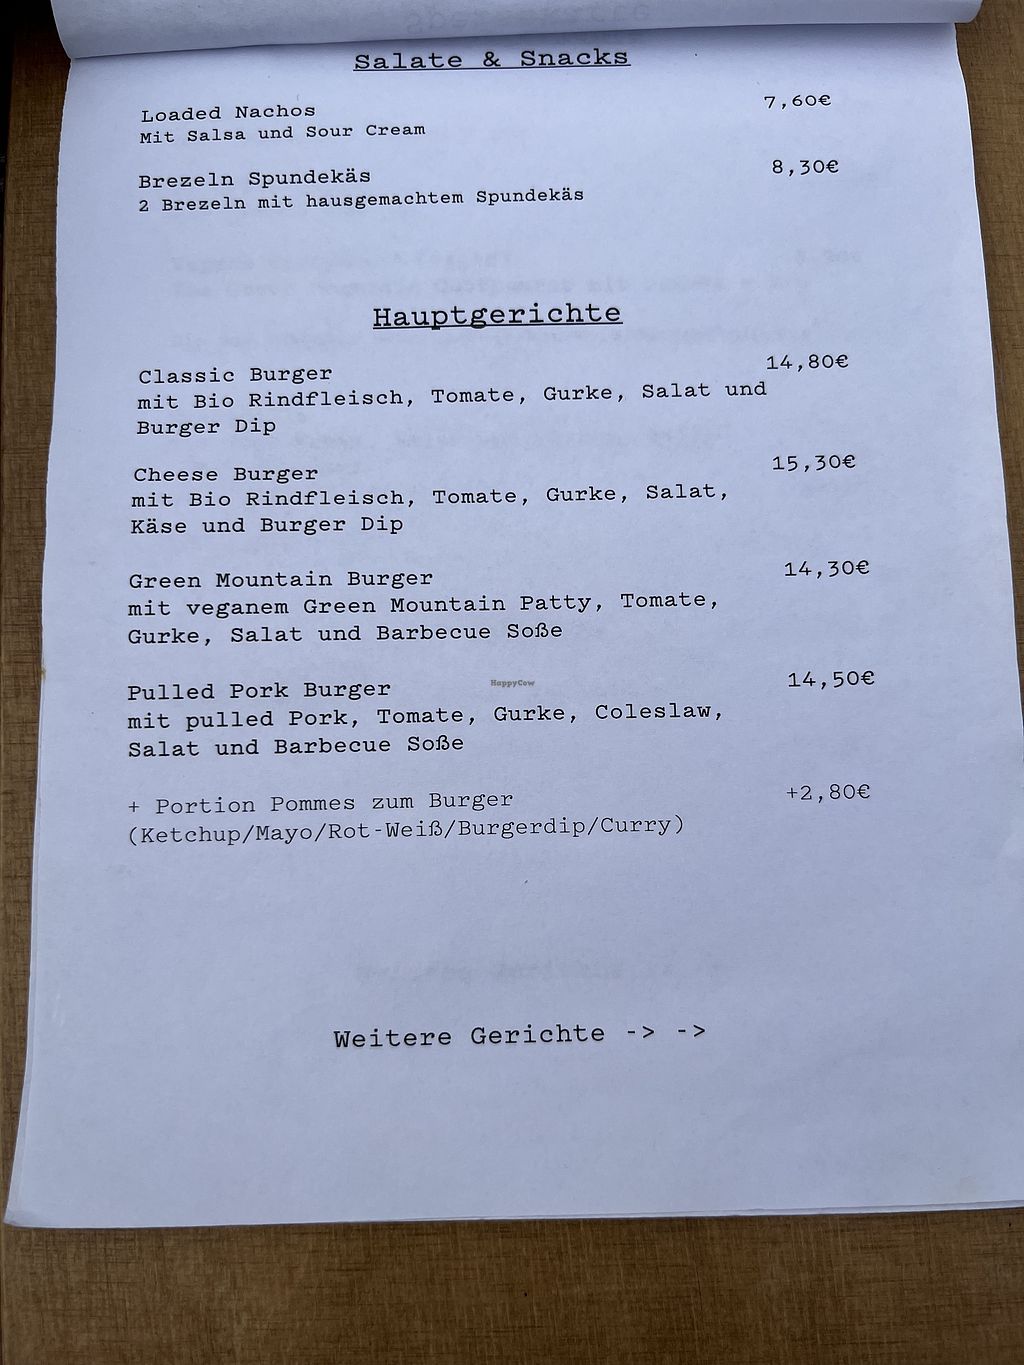 Salate & Snacks
Loaded Nachos 7,60€
Mit Salsa und Sour Cream
Brezeln Spundekäs 8,30€
2 Brezeln mit hausgemachtem Spundekäs
Hauptgerichte
Classic Burger 14,80€
mit Bio Rindfleisch, Tomate, Gurke, Salat und
Burger Dip
Cheese Burger 15,30€
mit Bio Rindfleisch, Tomate, Gurke, Salat,
Käse und Burger Dip
Green Mountain Burger 14,30€
mit veganem Green Mountain Patty, Tomate,
Gurke, Salat und Barbecue Soße
Pulled Pork Burger 14,50€
HappyCow
mit pulled Pork, Tomate, Gurke, Coleslaw,
Salat und Barbecue Soße
+ Portion Pommes zum Burger +2,80€
(Ketchup/Mayo/Rot-Weiß/Burgerdip/Curry)
Weitere Gerichte -> ->